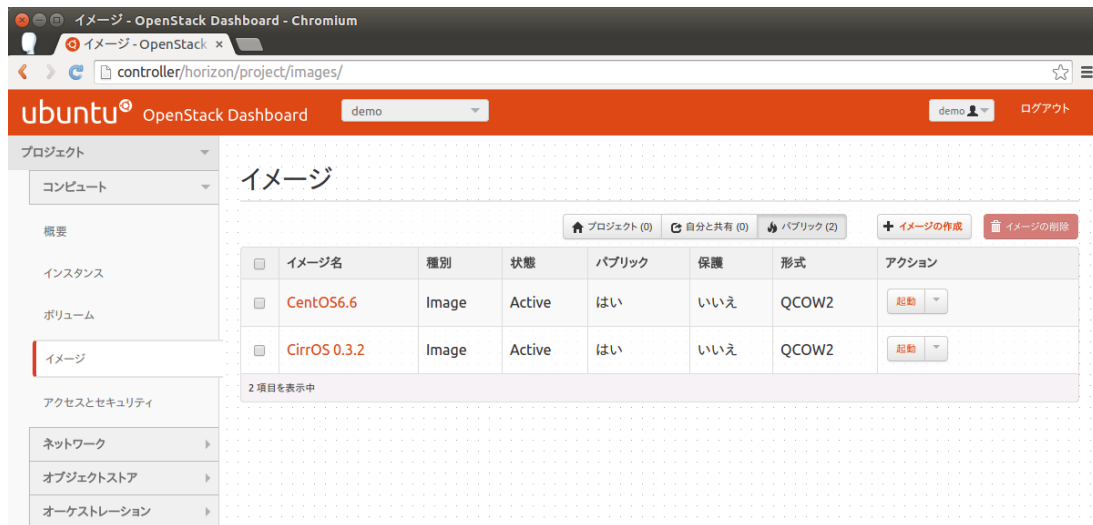 イメージ - OpenStack Dashboard - Chromium
イメージ - OpenStack
controller/horizon/project/images/
ubuntu OpenStack Dashboard
demo
demo
ログアウト
プロジェクト
コンピュート
概要
インスタンス
ボリューム
イメージ
アクセスとセキュリティ
ネットワーク
オブジェクトストア
オーケストレーション
イメージ
プロジェクト (0) 自分と共有 (0) パブリック (2) イメージの作成 イメージの削除
イメージ名 種別 状態 パブリック 保護 形式 アクション
CentOS6.6 Image Active はい いいえ QCOW2 起動
CirrOS 0.3.2 Image Active はい いいえ QCOW2 起動
2 項目を表示中